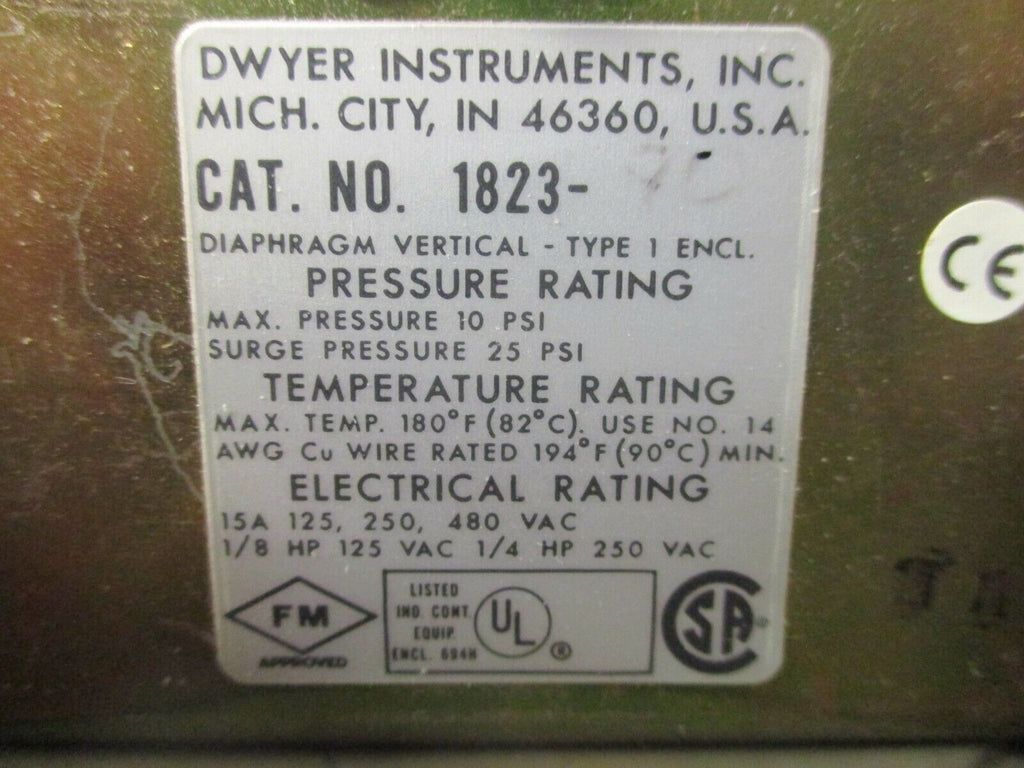 DWYER INSTRUMENTS, INC.
MICH. CITY, IN 46360, U.S.A.
CAT. NO. 1823-
DIAPHRAGM VERTICAL - TYPE 1 ENCL.
PRESSURE RATING
MAX. PRESSURE 10 PSI
SURGE PRESSURE 25 PSI
TEMPERATURE RATING
MAX. TEMP. 180°F (82°C). USE NO. 14
AWG Cu WIRE RATED 194°F (90°C) MIN.
ELECTRICAL RATING
15A 125, 250, 480 VAC
1/8 HP 125 VAC 1/4 HP 250 VAC
FM
APPROVED
LISTED
IND. CONT.
EQUIP.
ENCL. 694H
UL ®
CSA ®
CE